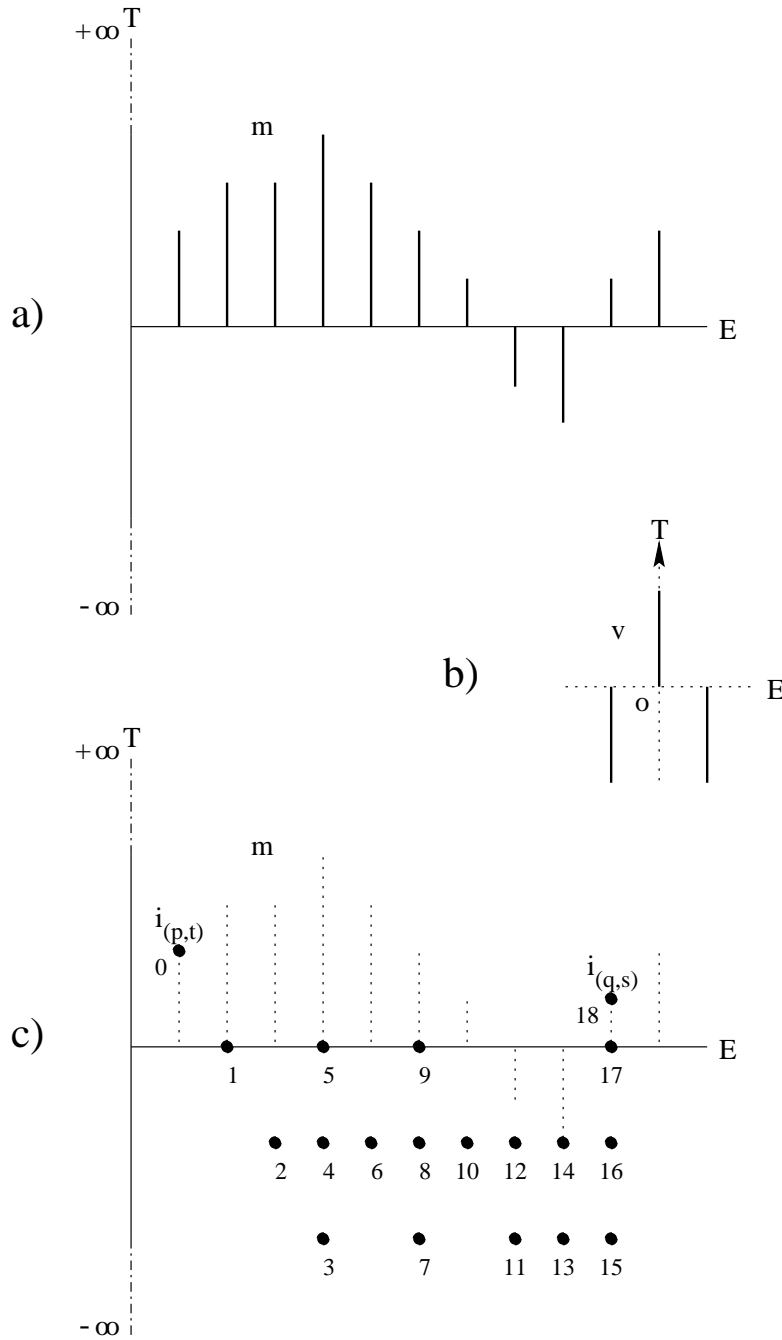 +∞ T
m
a)
E
-∞
T
v
b)
E
o
+∞ T
m
i(p,t)
0
i(q,s)
18
c)
E
1 5 9 17
2 4 6 8 10 12 14 16
3 7 11 13 15
-∞